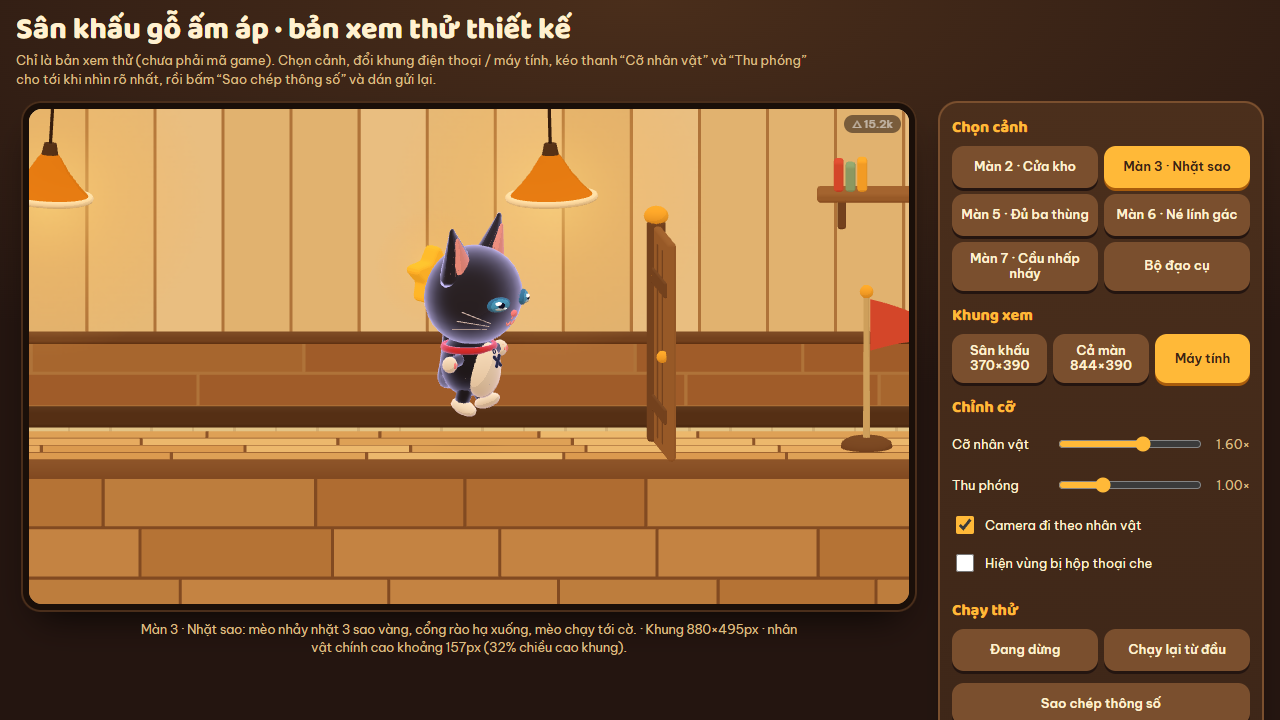 Sân khấu gỗ ấm áp · bản xem thử thiết kế
Chỉ là bản xem thử (chưa phải mã game). Chọn cảnh, đổi khung điện thoại / máy tính, kéo thanh “Cỡ nhân vật” và “Thu phóng”
cho tới khi nhìn rõ nhất, rồi bấm “Sao chép thông số” và dán gửi lại.
△ 15.2k
Màn 3 · Nhặt sao: mèo nhảy nhặt 3 sao vàng, cổng rào hạ xuống, mèo chạy tới cờ. · Khung 880×495px · nhân
vật chính cao khoảng 157px (32% chiều cao khung).
Chọn cảnh
Màn 2 · Cửa kho
Màn 3 · Nhặt sao
Màn 5 · Đủ ba thùng
Màn 6 · Né lính gác
Màn 7 · Cầu nhấp
nháy
Bộ đạo cụ
Khung xem
Sân khấu
370×390
Cả màn
844×390
Máy tính
Chỉnh cỡ
Cỡ nhân vật
1.60×
Thu phóng
1.00×
Camera đi theo nhân vật
Hiện vùng bị hộp thoại che
Chạy thử
Đang dừng
Chạy lại từ đầu
Sao chép thông số